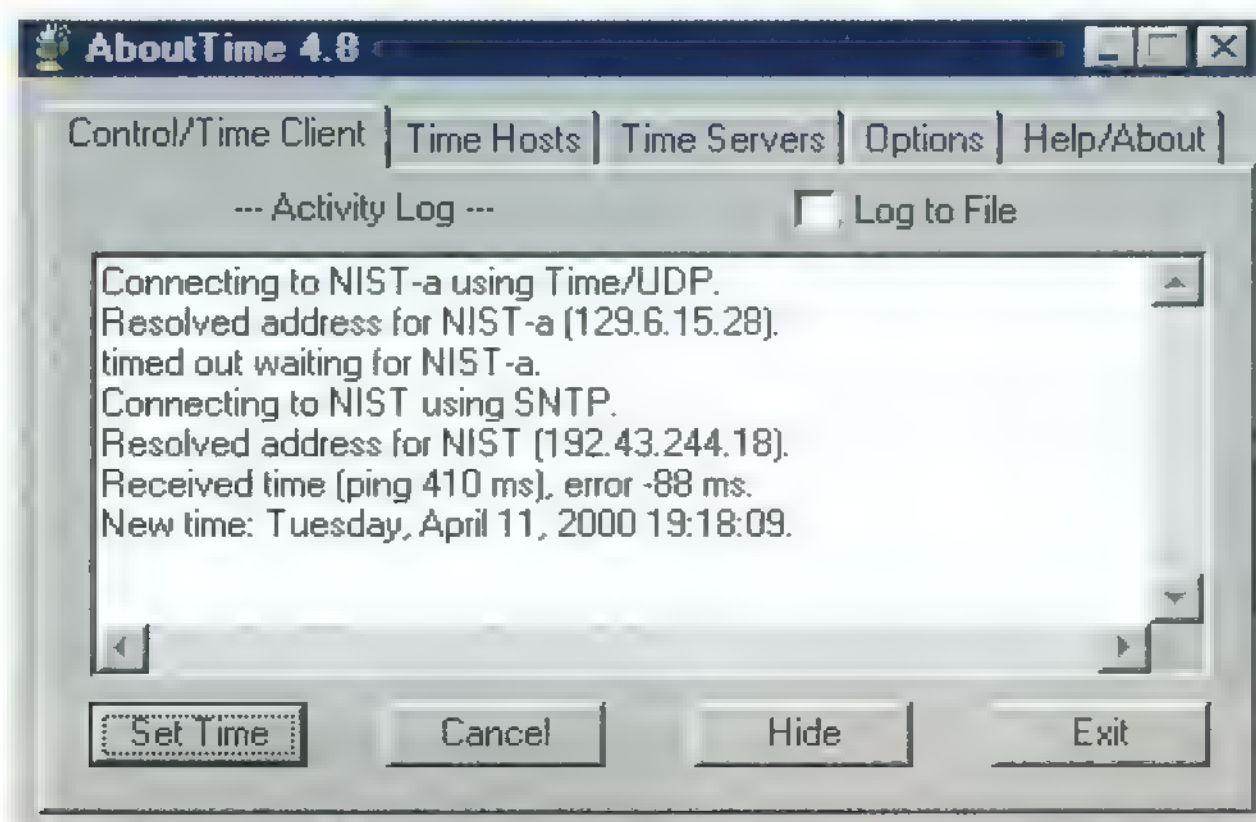 AboutTime 4.8
Control/Time Client Time Hosts Time Servers Options Help/About
--- Activity Log --- Log to File
Connecting to NIST-a using Time/UDP.
Resolved address for NIST-a (129.6.15.28).
timed out waiting for NIST-a.
Connecting to NIST using SNTP.
Resolved address for NIST (192.43.244.18).
Received time (ping 410 ms), error -88 ms.
New time: Tuesday, April 11, 2000 19:18:09.
Set Time Cancel Hide Exit